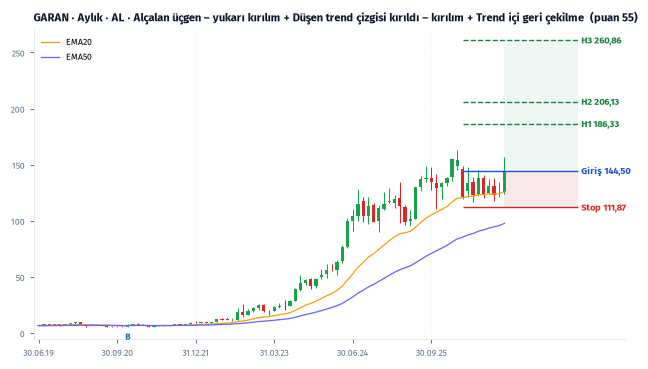 GARAN · Aylık · AL · Alçalan üçgen – yukarı kırılım + Düşen trend çizgisi kırıldı – kırılım + Trend içi geri çekilme (puan 55)
EMA20
EMA50
H3 260,86
H2 206,13
H1 186,33
Giriş 144,50
Stop 111,87
250
200
150
100
50
0
B
30.06.19
30.09.20
31.12.21
31.03.23
30.06.24
30.09.25